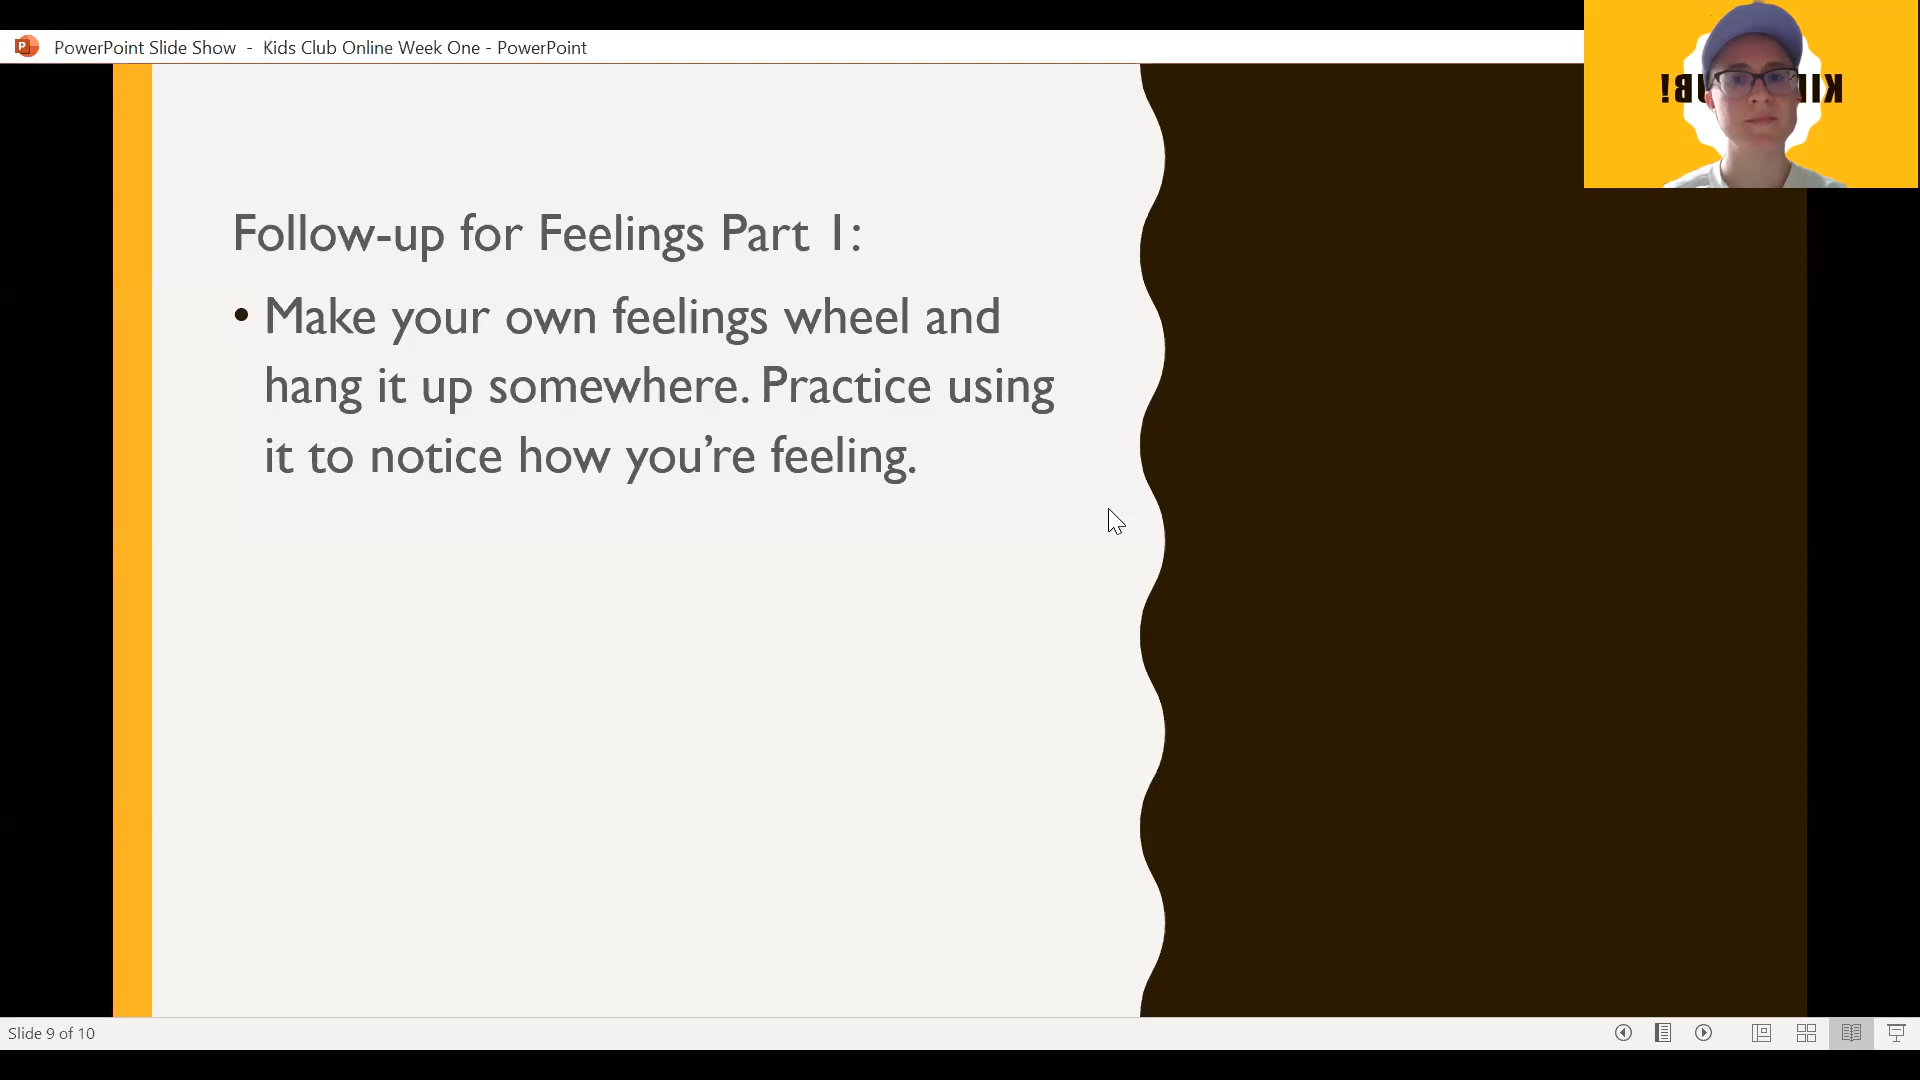 PowerPoint Slide Show - Kids Club Online Week One - PowerPoint
Follow-up for Feelings Part 1:
• Make your own feelings wheel and
hang it up somewhere. Practice using
it to notice how you’re feeling.
Slide 9 of 10